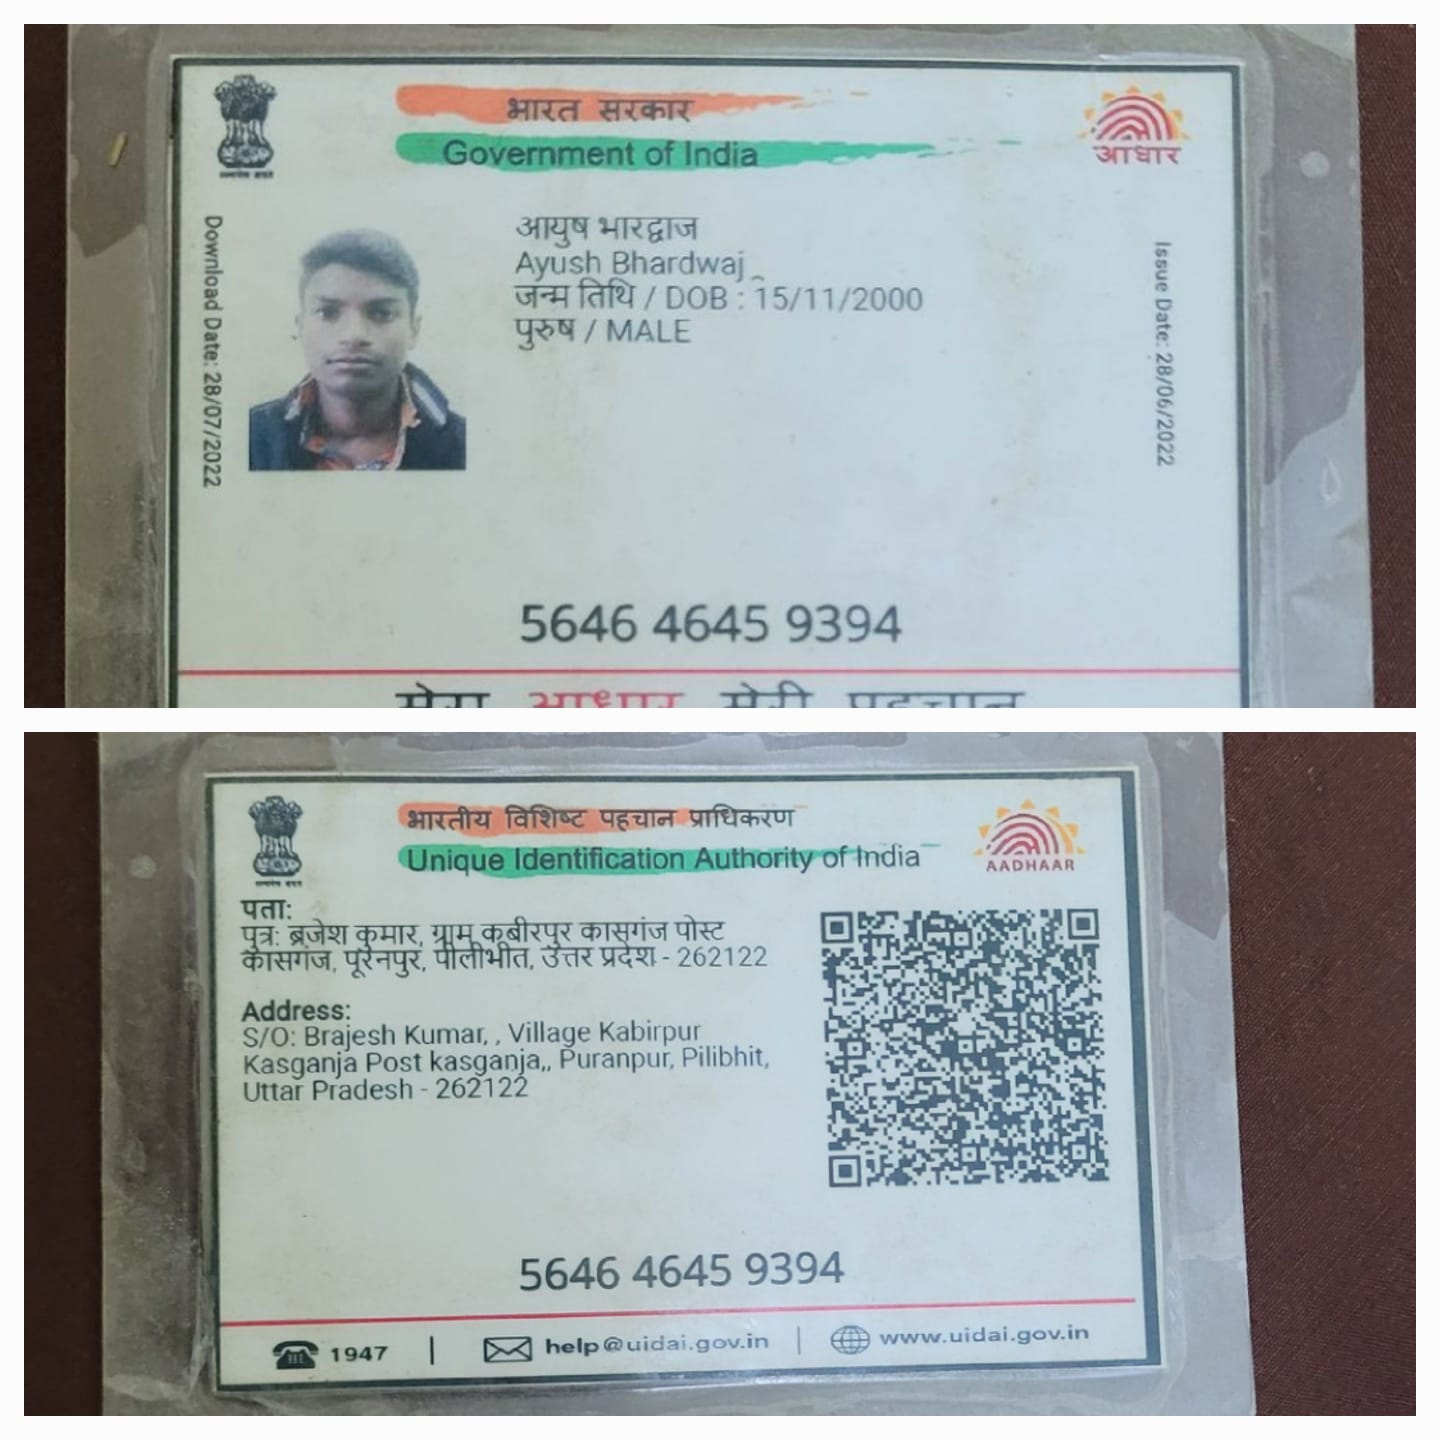 भारत सरकार
Government of India
आधार
Download Date: 28/07/2022
आयुष भारद्वाज
Ayush Bhardwaj
जन्म तिथि / DOB : 15/11/2000
पुरुष / MALE
Issue Date: 28/06/2022
5646 4645 9394
मेरा आधार मेरी पहचान
भारतीय विशिष्ट पहचान प्राधिकरण
Unique Identification Authority of India
AADHAAR
पता:
पुत्र: ब्रजेश कुमार, ग्राम कबीरपुर कासगंज पोस्ट
कासगंज, पूरनपुर, पीलीभीत, उत्तर प्रदेश - 262122
Address:
S/O: Brajesh Kumar, , Village Kabirpur
Kasganja Post kasganja,, Puranpur, Pilibhit,
Uttar Pradesh - 262122
5646 4645 9394
1947 | help@uidai.gov.in | www.uidai.gov.in